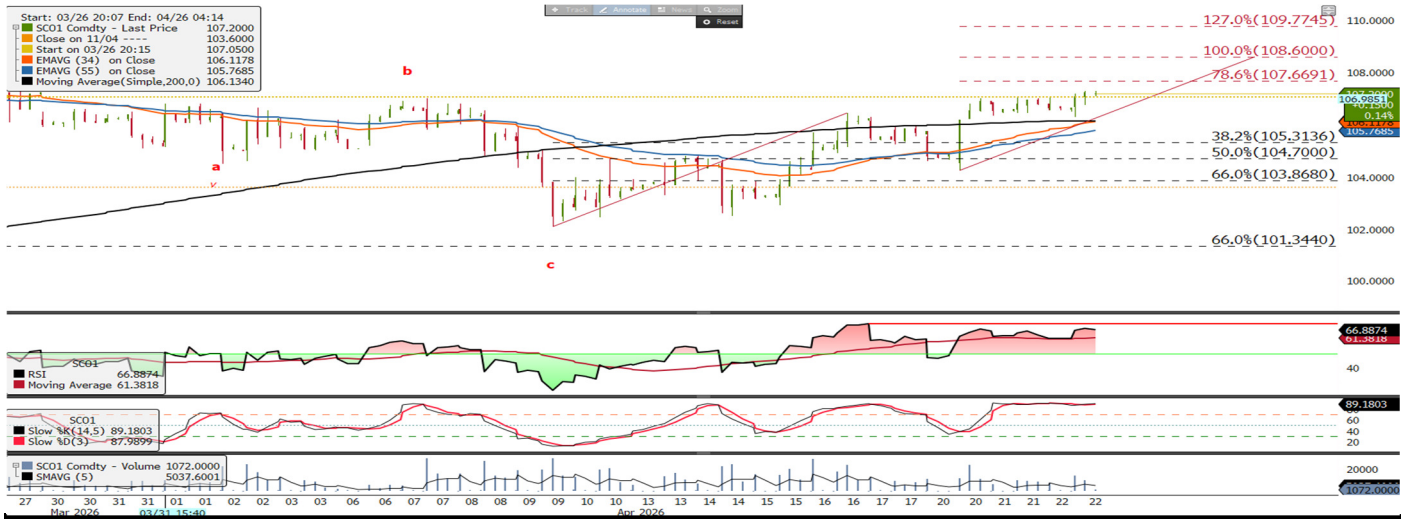 Start: 03/26 20:07 End: 04/26 04:14
SCO1 Comdty - Last Price 107.2000
Close on 11/04 ---- 103.6000
Start on 03/26 20:15 107.0500
EMAVG (34) on Close 106.1178
EMAVG (55) on Close 105.7685
Moving Average(Simple,200,0) 106.1340
Track Annotate News Zoom
Reset
127.0%(109.7745)
110.0000
100.0%(108.6000)
108.0000
78.6%(107.6691)
107.2000
106.9851
+0.1500
0.14%
106.1178
105.7685
38.2%(105.3136)
50.0%(104.7000)
104.0000
66.0%(103.8680)
102.0000
66.0%(101.3440)
100.0000
a
v
b
c
SCO1
RSI 66.8874
Moving Average 61.3818
66.8874
61.3818
40
SCO1
Slow %K(14,5) 89.1803
Slow %D(3) 87.9899
89.1803
80
60
40
20
SCO1 Comdty - Volume 1072.0000
SMAVG (5) 5037.6001
20000
1072.0000
27 30 30 31 31 01 01 02 02 03 03 06 06 07 07 08 08 09 09 10 10 13 13 14 14 15 15 16 16 17 17 20 20 21 21 22 22
Mar 2026 03/31 15:40 Apr 2026